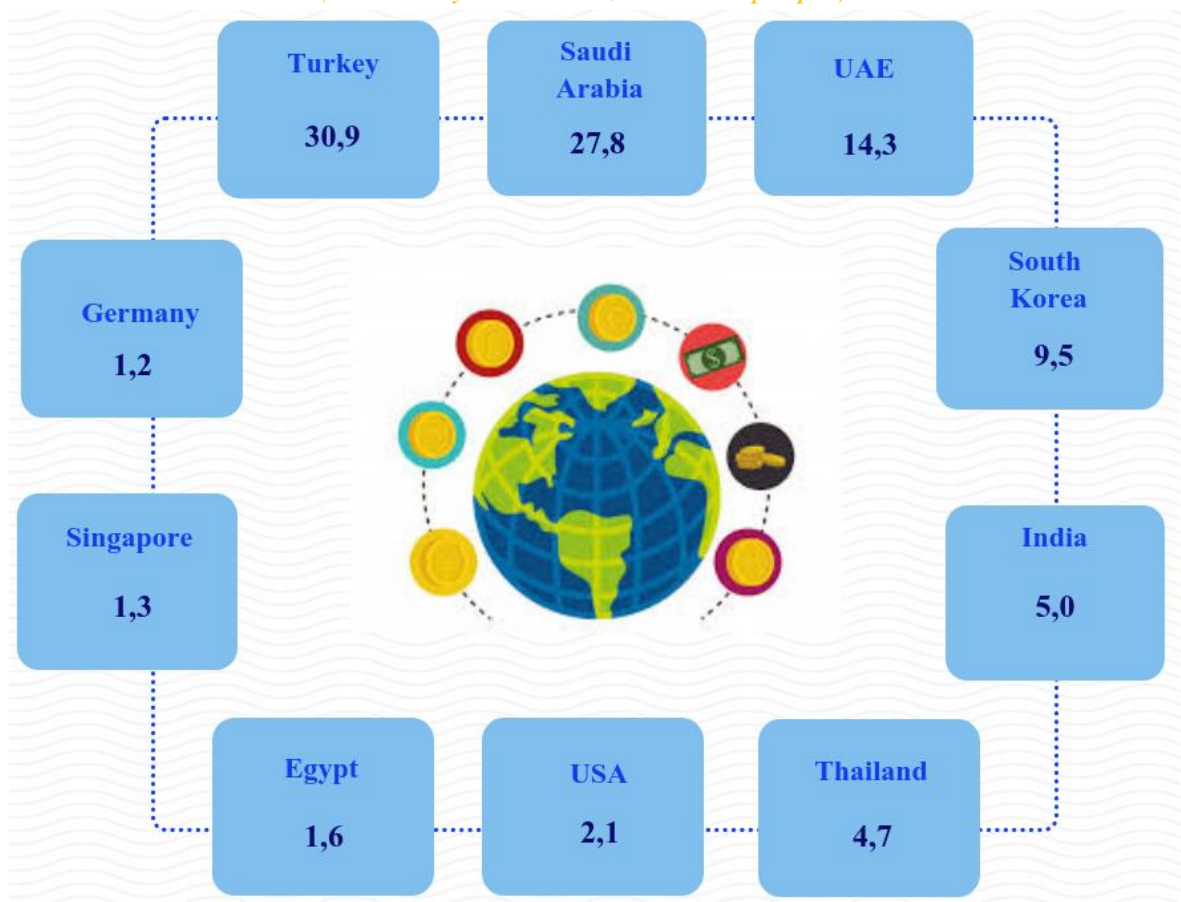 Turkey
30,9
Saudi
Arabia
27,8
UAE
14,3
South
Korea
9,5
India
5,0
Thailand
4,7
USA
2,1
Egypt
1,6
Singapore
1,3
Germany
1,2